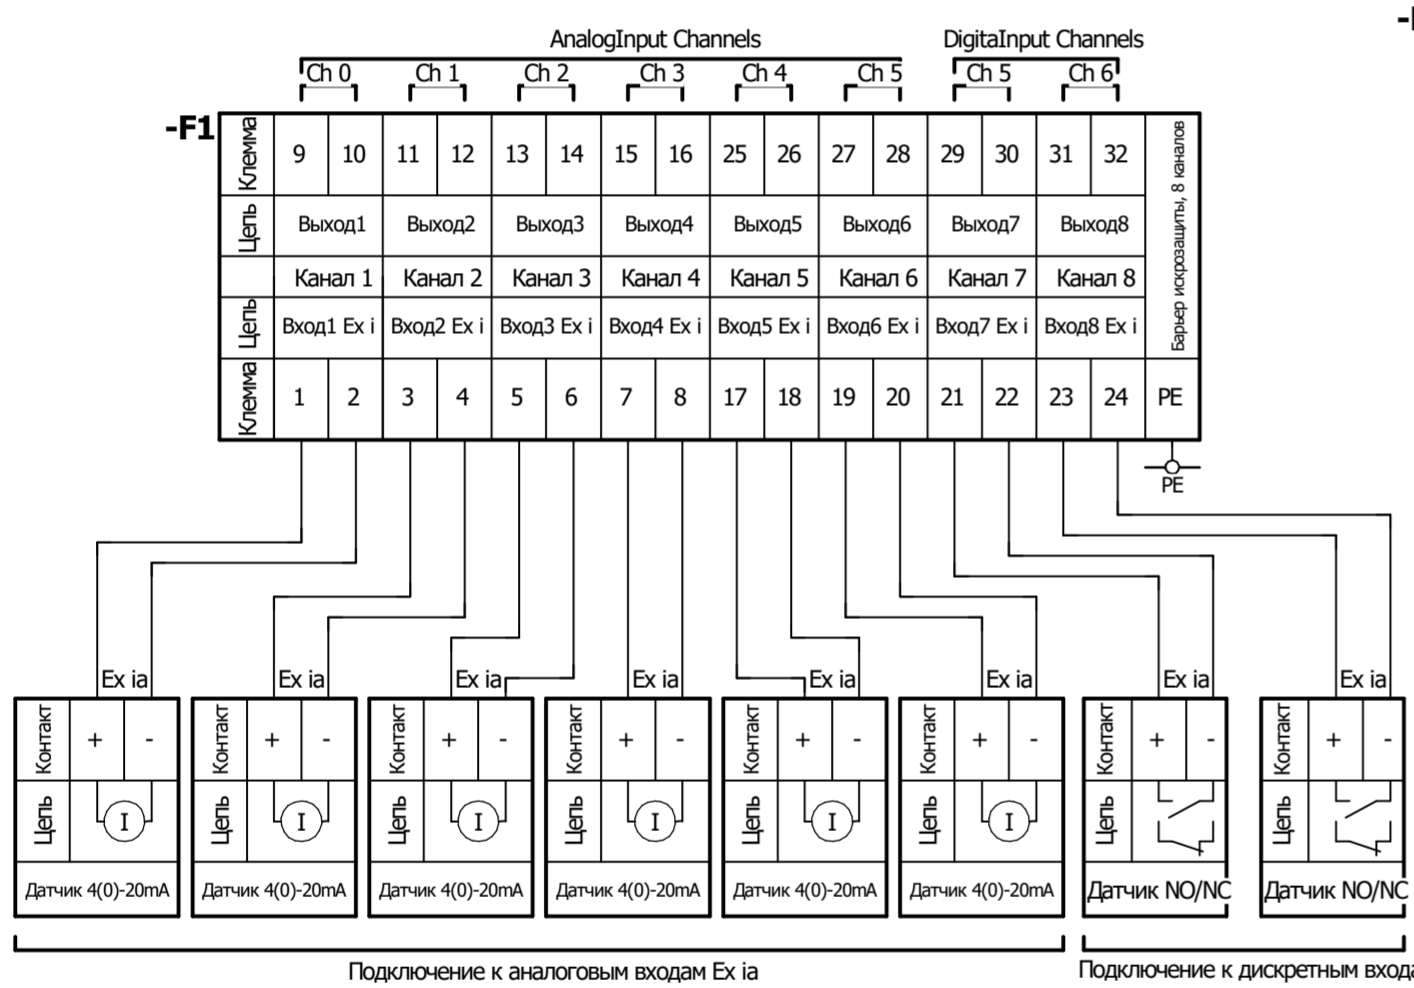 AnalogInput Channels DigitaInput Channels
Ch 0 Ch 1 Ch 2 Ch 3 Ch 4 Ch 5 Ch 5 Ch 6
-F1
Клемма 9 10 11 12 13 14 15 16 25 26 27 28 29 30 31 32
Барьер искрозащиты, 8 каналов
Цепь Выход1 Выход2 Выход3 Выход4 Выход5 Выход6 Выход7 Выход8
Канал 1 Канал 2 Канал 3 Канал 4 Канал 5 Канал 6 Канал 7 Канал 8
Цепь Вход1 Ex i Вход2 Ex i Вход3 Ex i Вход4 Ex i Вход5 Ex i Вход6 Ex i Вход7 Ex i Вход8 Ex i
Клемма 1 2 3 4 5 6 7 8 17 18 19 20 21 22 23 24 PE
PE
Ex ia Ex ia Ex ia Ex ia Ex ia Ex ia Ex ia Ex ia
Контакт + - Контакт + - Контакт + - Контакт + - Контакт + - Контакт + - Контакт + - Контакт + -
Цепь I Цепь I Цепь I Цепь I Цепь I Цепь I Цепь Цепь
Датчик 4(0)-20mA Датчик 4(0)-20mA Датчик 4(0)-20mA Датчик 4(0)-20mA Датчик 4(0)-20mA Датчик 4(0)-20mA Датчик NO/NC Датчик NO/NC
Подключение к аналоговым входам Ex ia Подключение к дискретным входа